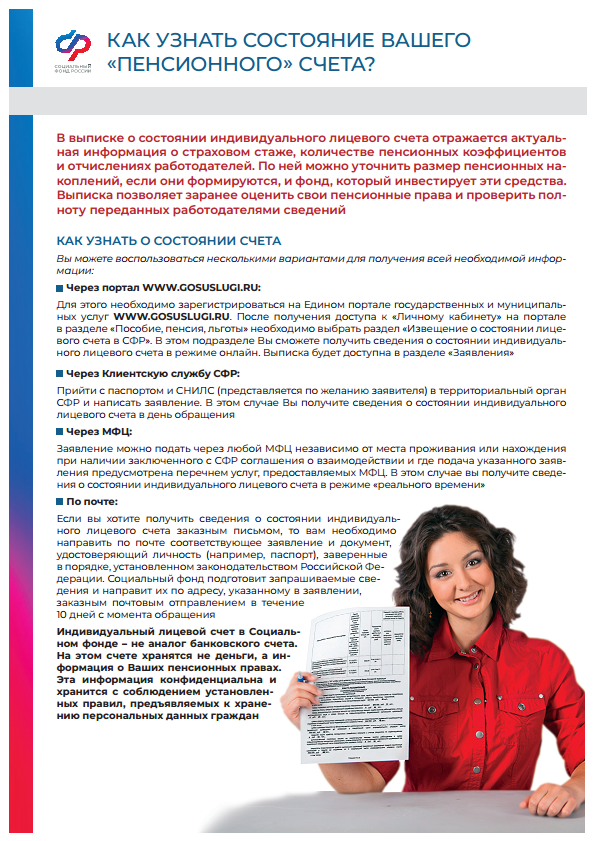 СОЦИАЛЬНЫЙ
ФОНД РОССИИ
КАК УЗНАТЬ СОСТОЯНИЕ ВАШЕГО
«ПЕНСИОННОГО» СЧЕТА?
В выписке о состоянии индивидуального лицевого счета отражается актуаль-
ная информация о страховом стаже, количестве пенсионных коэффициентов
и отчислениях работодателей. По ней можно уточнить размер пенсионных на-
коплений, если они формируются, и фонд, который инвестирует эти средства.
Выписка позволяет заранее оценить свои пенсионные права и проверить пол-
ноту переданных работодателями сведений
КАК УЗНАТЬ О СОСТОЯНИИ СЧЕТА
Вы можете воспользоваться несколькими вариантами для получения всей необходимой инфор-
мации:
Через портал WWW.GOSUSLUGI.RU:
Для этого необходимо зарегистрироваться на Едином портале государственных и муниципаль-
ных услуг WWW.GOSUSLUGI.RU. После получения доступа к «Личному кабинету» на портале
в разделе «Пособие, пенсия, льготы» необходимо выбрать раздел «Извещение о состоянии лице-
вого счета в СФР». В этом подразделе Вы сможете получить сведения о состоянии индивидуаль-
ного лицевого счета в режиме онлайн. Выписка будет доступна в разделе «Заявления»
Через Клиентскую службу СФР:
Прийти с паспортом и СНИЛС (представляется по желанию заявителя) в территориальный орган
СФР и написать заявление. В этом случае Вы получите сведения о состоянии индивидуального
лицевого счета в день обращения
Через МФЦ:
Заявление можно подать через любой МФЦ независимо от места проживания или нахождения
при наличии заключенного с СФР соглашения о взаимодействии и где подача указанного заяв-
ления предусмотрена перечнем услуг, предоставляемых МФЦ. В этом случае вы получите сведе-
ния о состоянии индивидуального лицевого счета в режиме «реального времени»
По почте:
Если вы хотите получить сведения о состоянии индивидуаль-
ного лицевого счета заказным письмом, то вам необходимо
направить по почте соответствующее заявление и документ,
удостоверяющий личность (например, паспорт), заверенные
в порядке, установленном законодательством Российской Фе-
дерации. Социальный фонд подготовит запрашиваемые све-
дения и направит их по адресу, указанному в заявлении,
заказным почтовым отправлением в течение
10 дней с момента обращения
Индивидуальный лицевой счет в Социаль-
ном фонде – не аналог банковского счета.
На этом счете хранятся не деньги, а ин-
формация о Ваших пенсионных правах.
Эта информация конфиденциальна и
хранится с соблюдением установлен-
ных правил, предъявляемых к хране-
нию персональных данных граждан